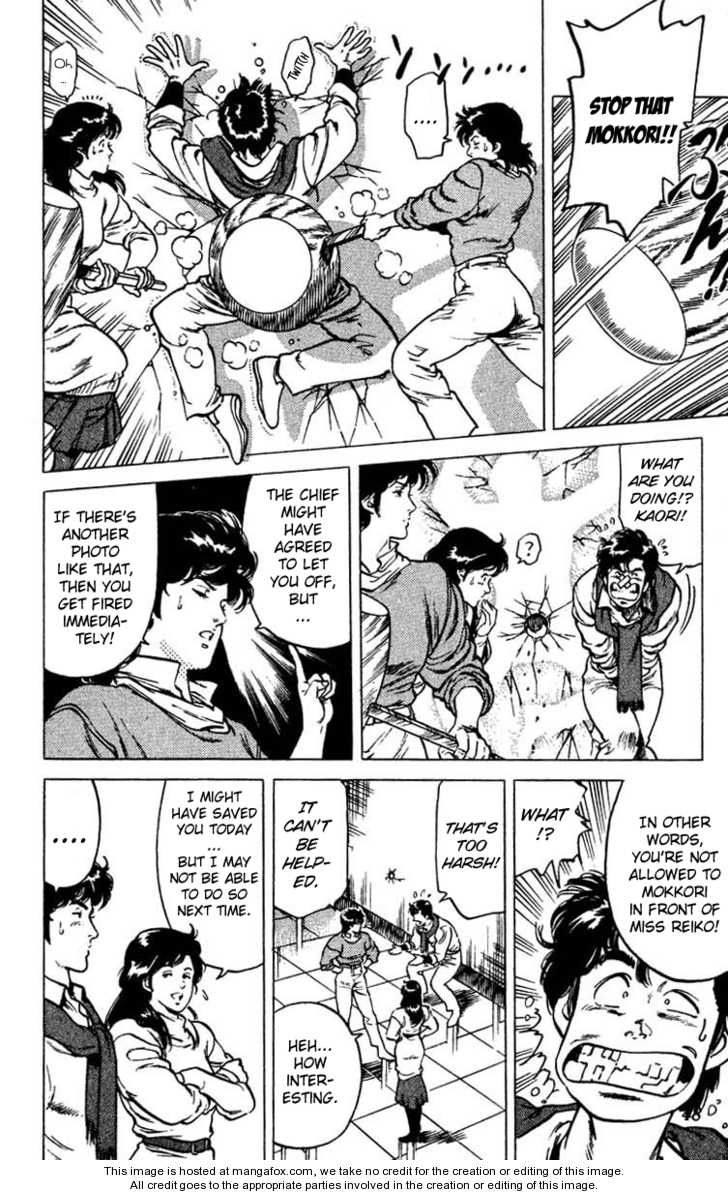 STOP THAT
MOKKORI!!
....
TWITCH
Oh
...
WHAT
ARE YOU
DOING!?
KAORI!!
?
THE CHIEF
MIGHT
HAVE
AGREED
TO LET
YOU OFF,
BUT
...
IF THERE'S
ANOTHER
PHOTO
LIKE THAT,
THEN YOU
GET FIRED
IMMEDIA-
TELY!
IN OTHER
WORDS,
YOU'RE NOT
ALLOWED TO
MOKKORI
IN FRONT OF
MISS REIKO!
WHAT
!?
THAT'S
TOO
HARSH!
IT
CAN'T
BE
HELP-
ED.
HEH...
HOW
INTER-
ESTING.
I MIGHT
HAVE SAVED
YOU TODAY
...
BUT I MAY
NOT BE ABLE
TO DO SO
NEXT TIME.
....
This image is hosted at mangafox.com, we take no credit for the creation or editing of this image.
All credit goes to the appropriate parties involved in the creation or editing of this image.